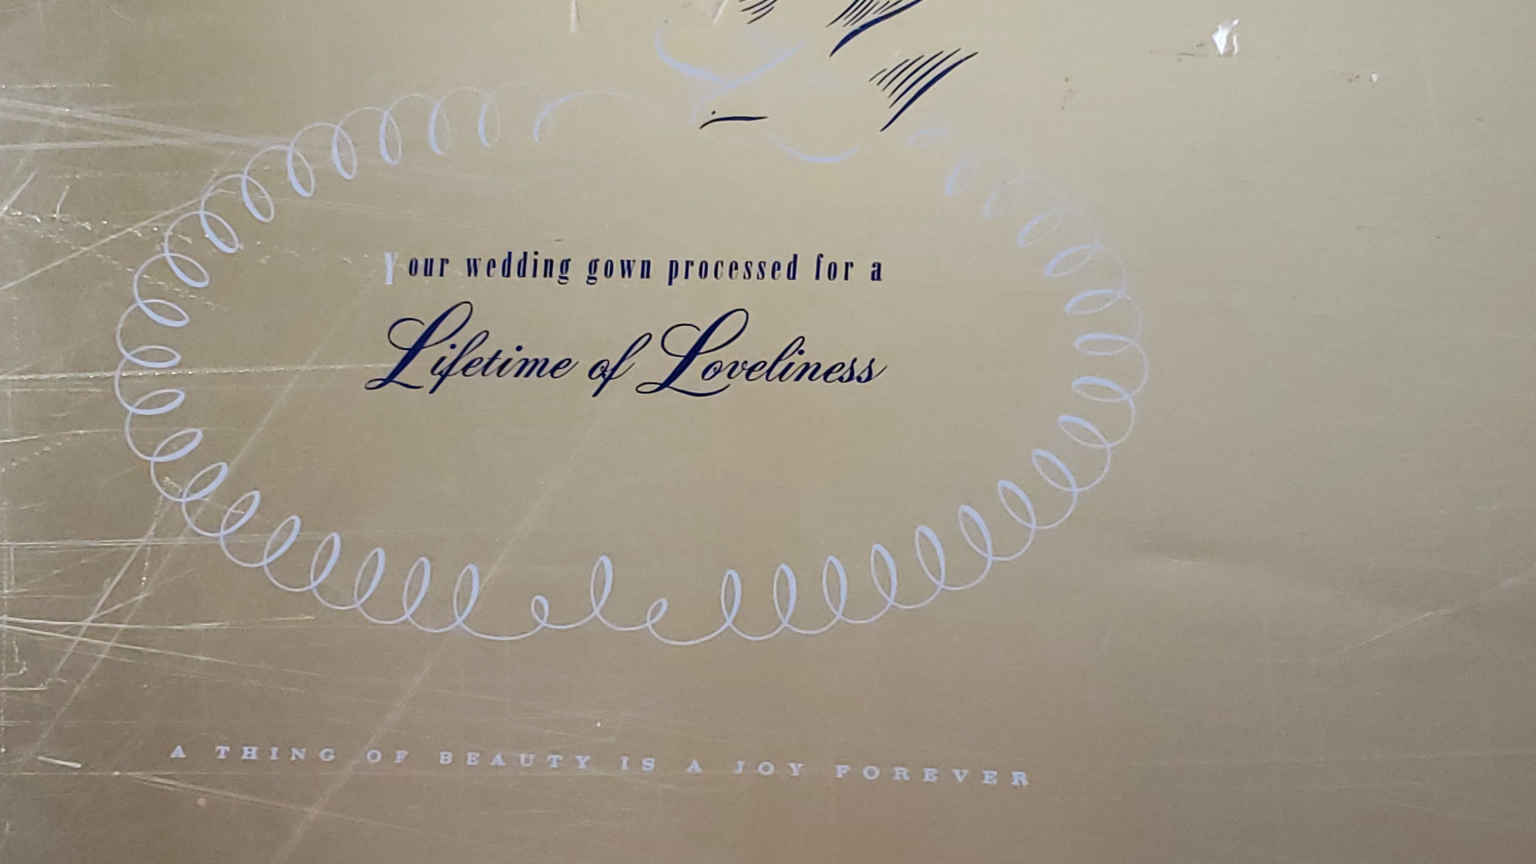 Your wedding gown processed for a
Lifetime of Loveliness
A THING OF BEAUTY IS A JOY FOREVER